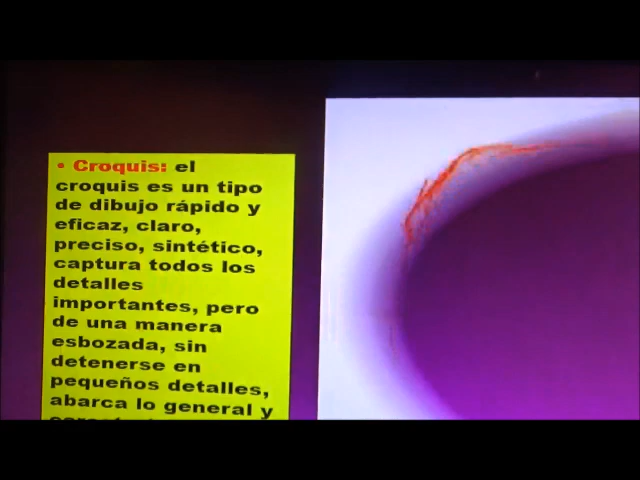 • Croquis: el
croquis es un tipo
de dibujo rápido y
eficaz, claro,
preciso, sintético,
captura todos los
detalles
importantes, pero
de una manera
esbozada, sin
detenerse en
pequeños detalles,
abarca lo general y